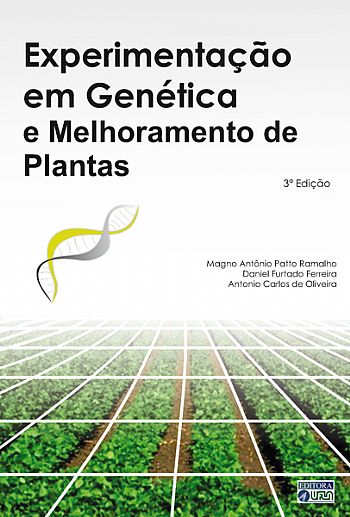 Experimentação
em Genética
e Melhoramento de
Plantas
3ª Edição
Magno Antônio Patto Ramalho
Daniel Furtado Ferreira
Antonio Carlos de Oliveira
EDITORA
UFLA